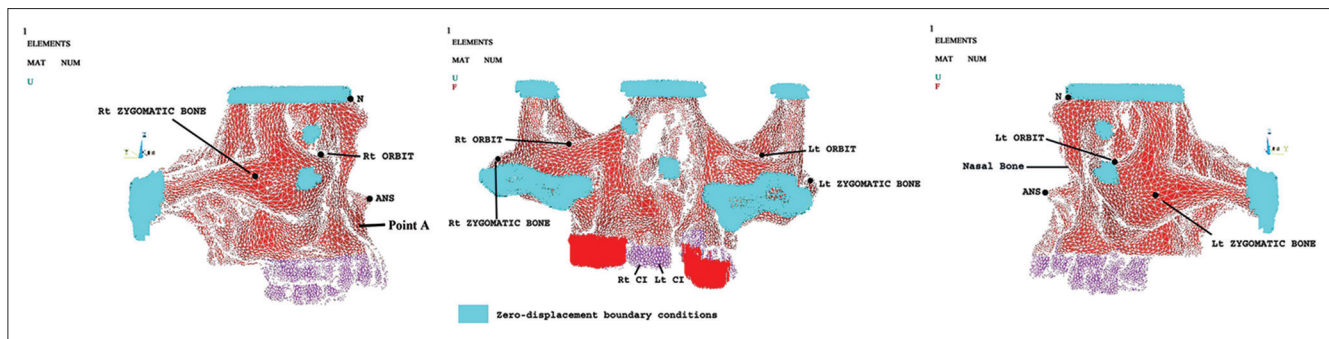 1
ELEMENTS
MAT NUM
U
N
Rt ZYGOMATIC BONE
Rt ORBIT
ANS
Point A
1
ELEMENTS
MAT NUM
U
F
Rt ORBIT
Lt ORBIT
Lt ZYGOMATIC BONE
Rt ZYGOMATIC BONE
Rt CI Lt CI
Zero-displacement boundary conditions
1
ELEMENTS
MAT NUM
U
F
N
Lt ORBIT
Nasal Bone
ANS
Lt ZYGOMATIC BONE